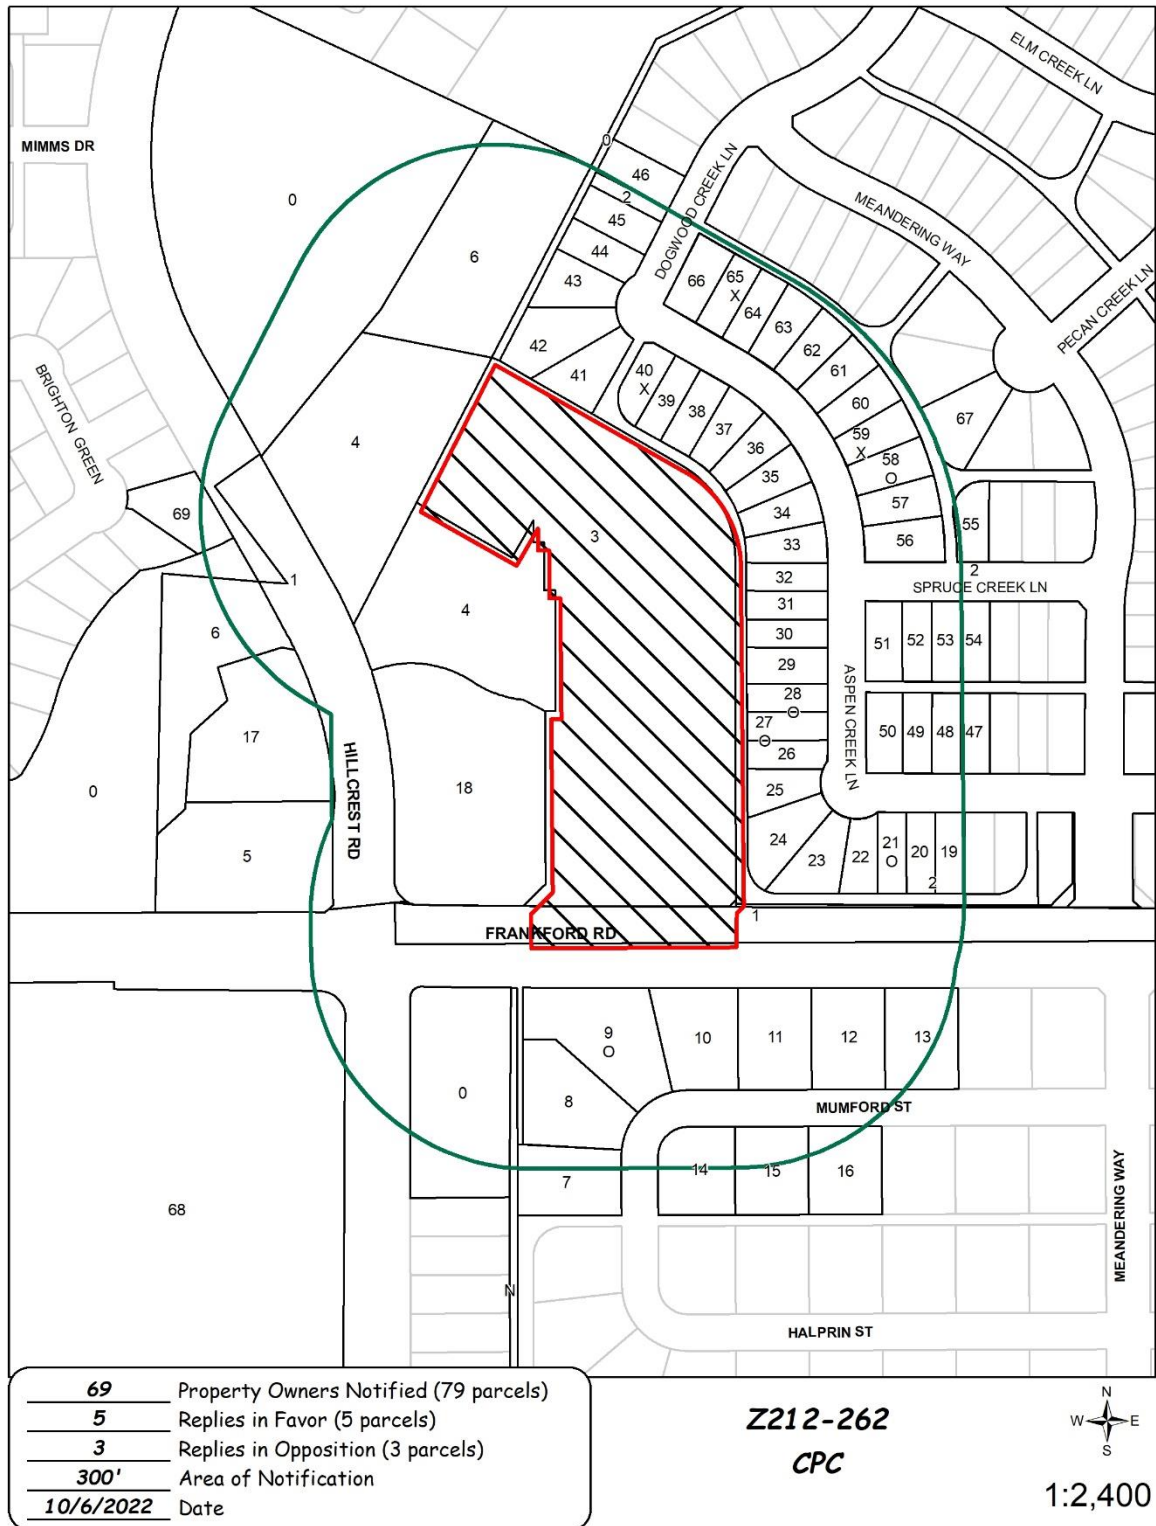 ELM CREEK LN
MIMMS DR
0
46
2
45
44
43
42
41
0
6
DOGWOOD CREEK LN
MEANDERING WAY
PECAN CREEK LN
66
65
X
64
63
62
61
60
59
X
58
O
57
56
67
55
2
SPRUCE CREEK LN
40
X
39
38
37
36
35
34
33
32
31
30
29
28
27
26
25
24
23
22
21
O
20
19
2
51
52
53
54
50
49
48
47
ASPEN CREEK LN
BRIGHTON GREEN
69
1
4
3
4
6
17
0
5
18
HILLCREST RD
FRANKFORD RD
1
9
O
10
11
12
13
8
7
0
MUMFORD ST
14
15
16
68
N
MEANDERING WAY
HALPRIN ST
69 Property Owners Notified (79 parcels)
5 Replies in Favor (5 parcels)
3 Replies in Opposition (3 parcels)
300' Area of Notification
10/6/2022 Date
Z212-262
CPC
N
W E
S
1:2,400